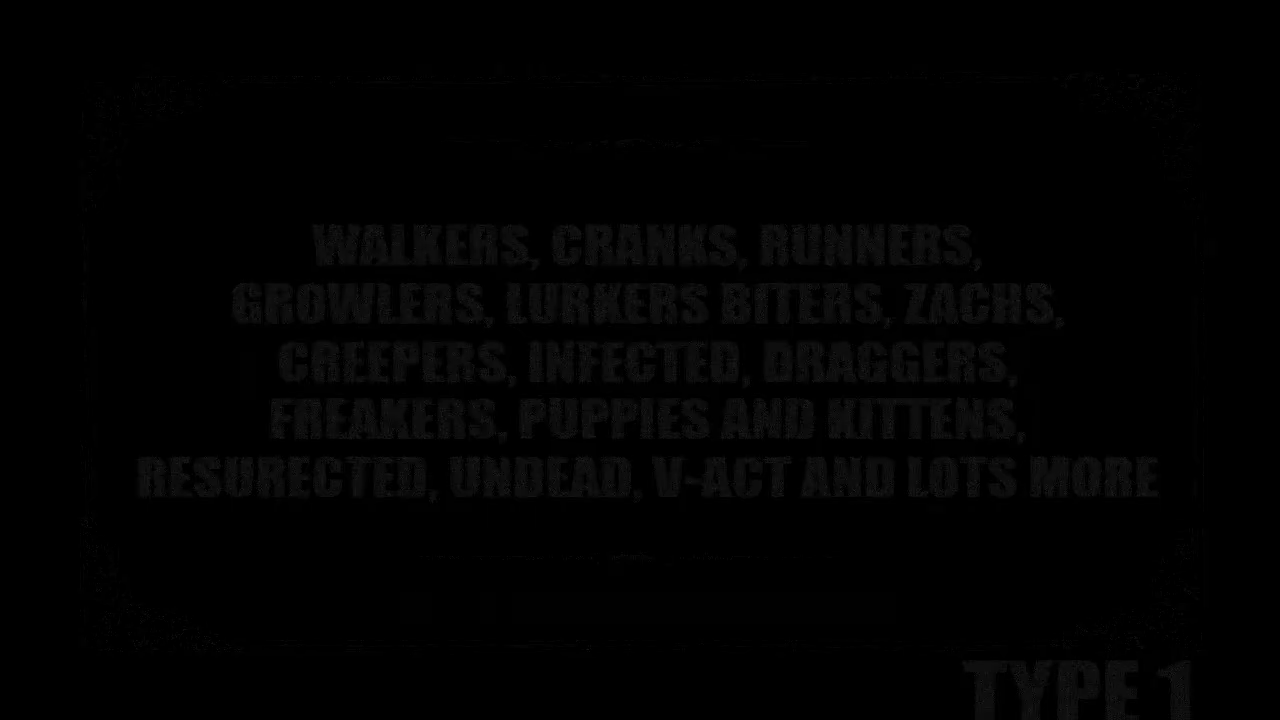 WALKERS, CRANKS, RUNNERS,
GROWLERS, LURKERS BITERS, ZACHS,
CREEPERS, INFECTED, DRAGGERS,
FREAKERS, PUPPIES AND KITTENS,
RESURECTED, UNDEAD, V-ACT AND LOTS MORE
TYPE 1